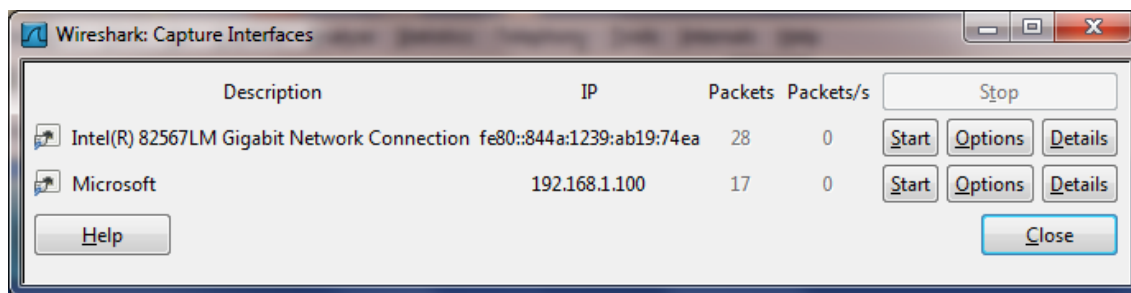 Wireshark: Capture Interfaces
Description IP Packets Packets/s Stop
Intel(R) 82567LM Gigabit Network Connection fe80::844a:1239:ab19:74ea 28 0 Start Options Details
Microsoft 192.168.1.100 17 0 Start Options Details
Help Close